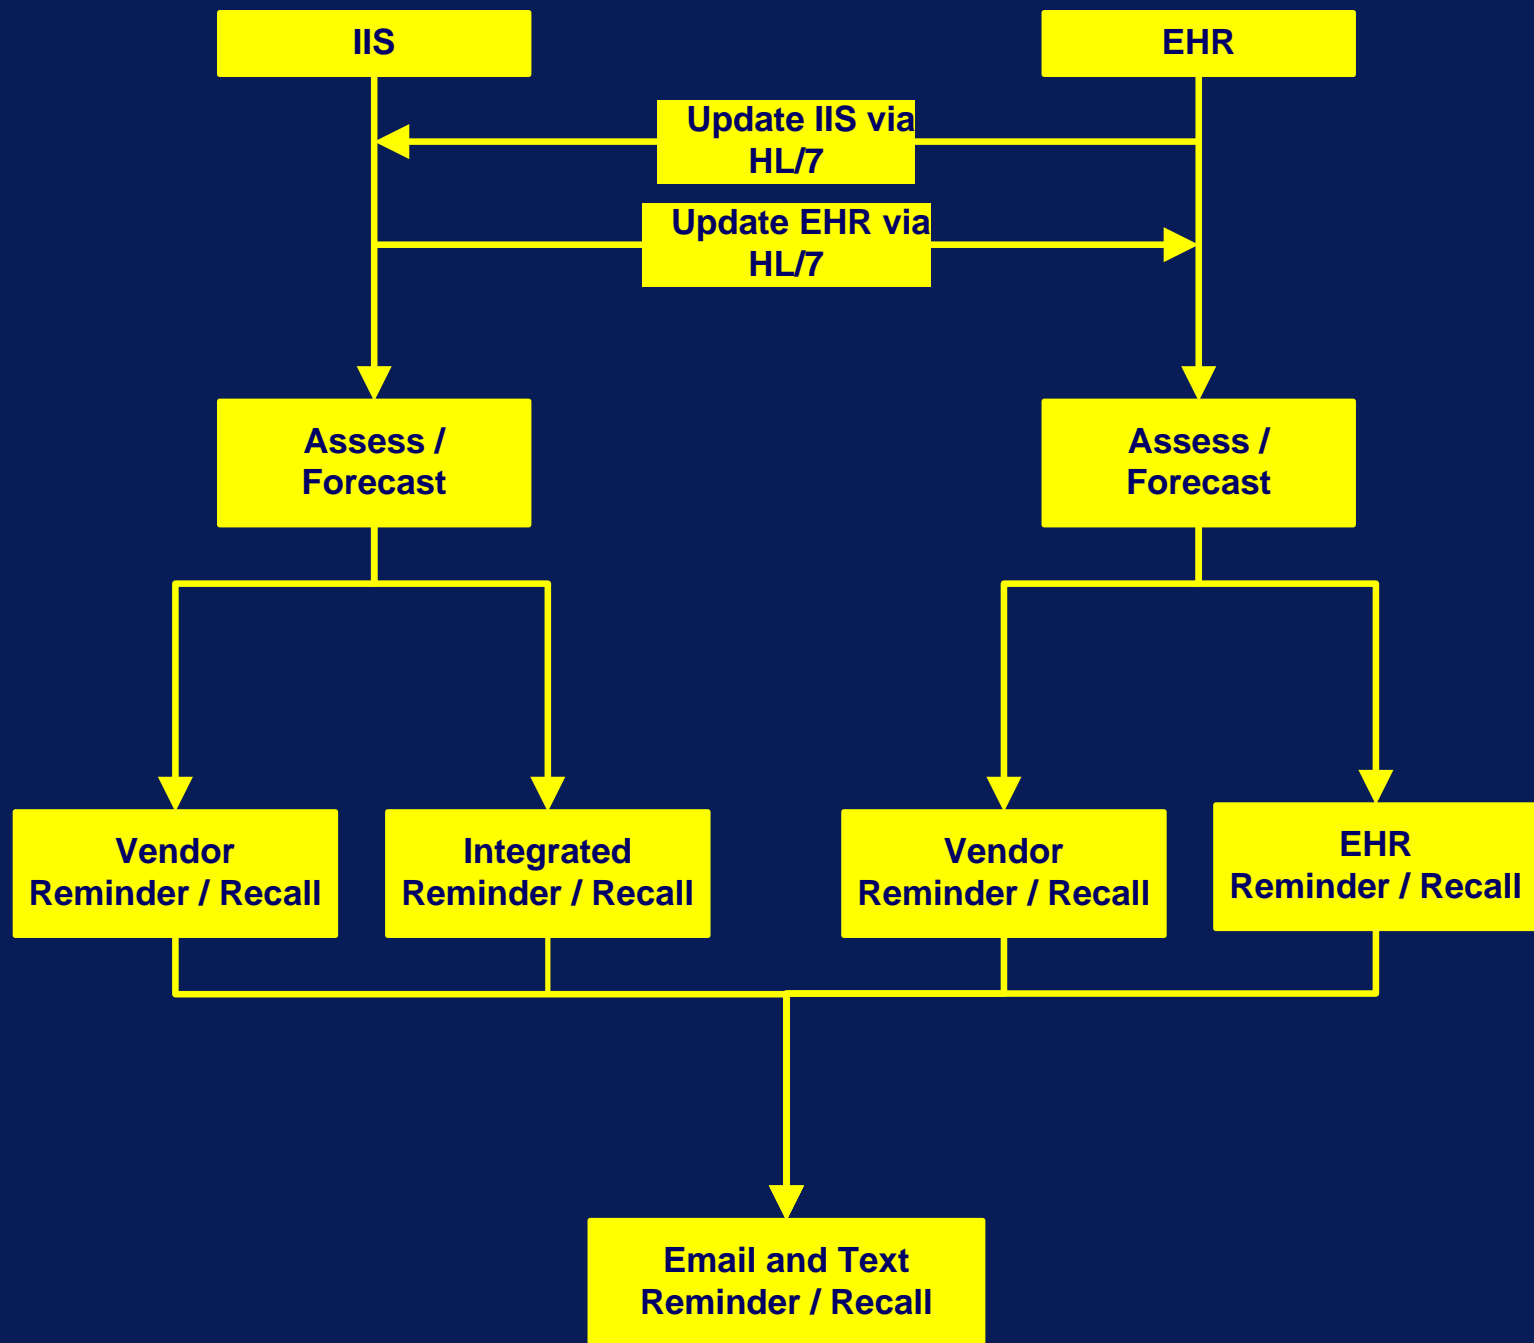 IIS
EHR
Update IIS via
HL/7
Update EHR via
HL/7
Assess /
Forecast
Assess /
Forecast
Vendor
Reminder / Recall
Integrated
Reminder / Recall
Vendor
Reminder / Recall
EHR
Reminder / Recall
Email and Text
Reminder / Recall